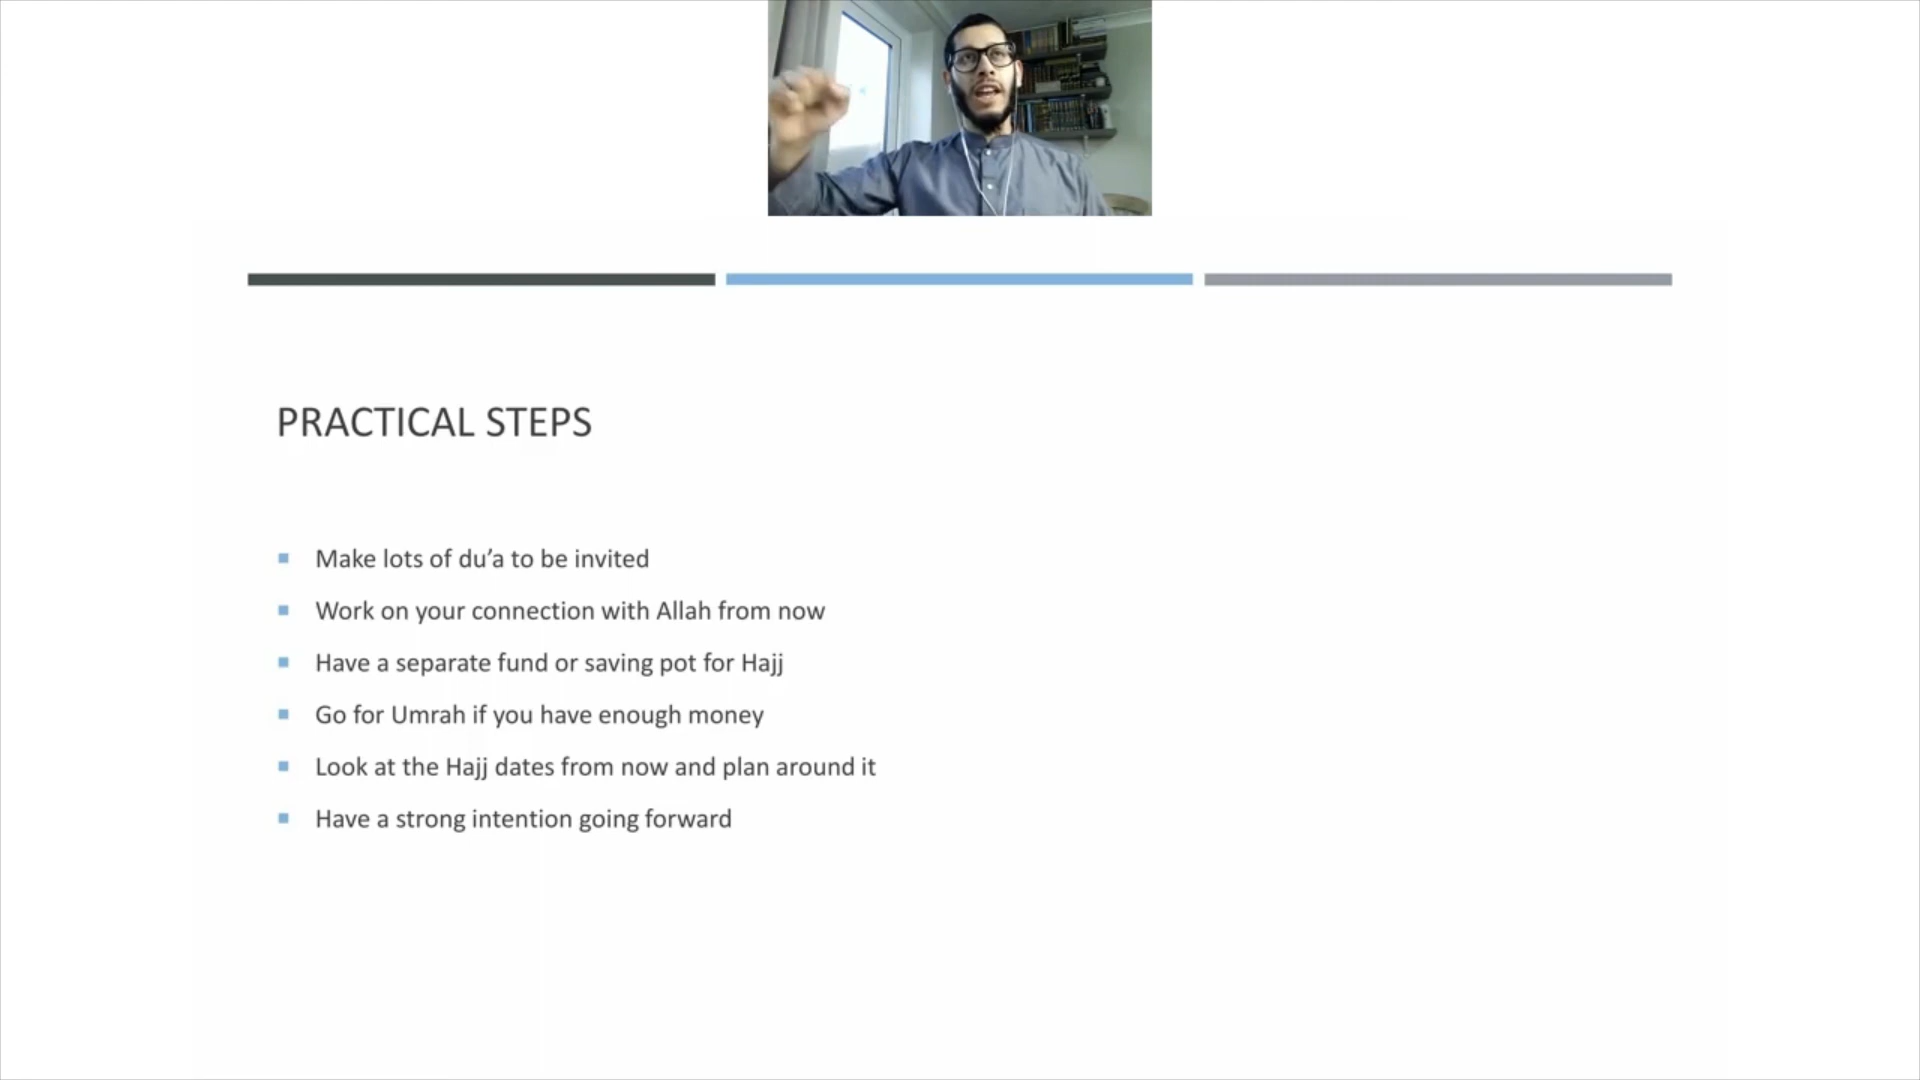 PRACTICAL STEPS
Make lots of du’a to be invited
Work on your connection with Allah from now
Have a separate fund or saving pot for Hajj
Go for Umrah if you have enough money
Look at the Hajj dates from now and plan around it
Have a strong intention going forward